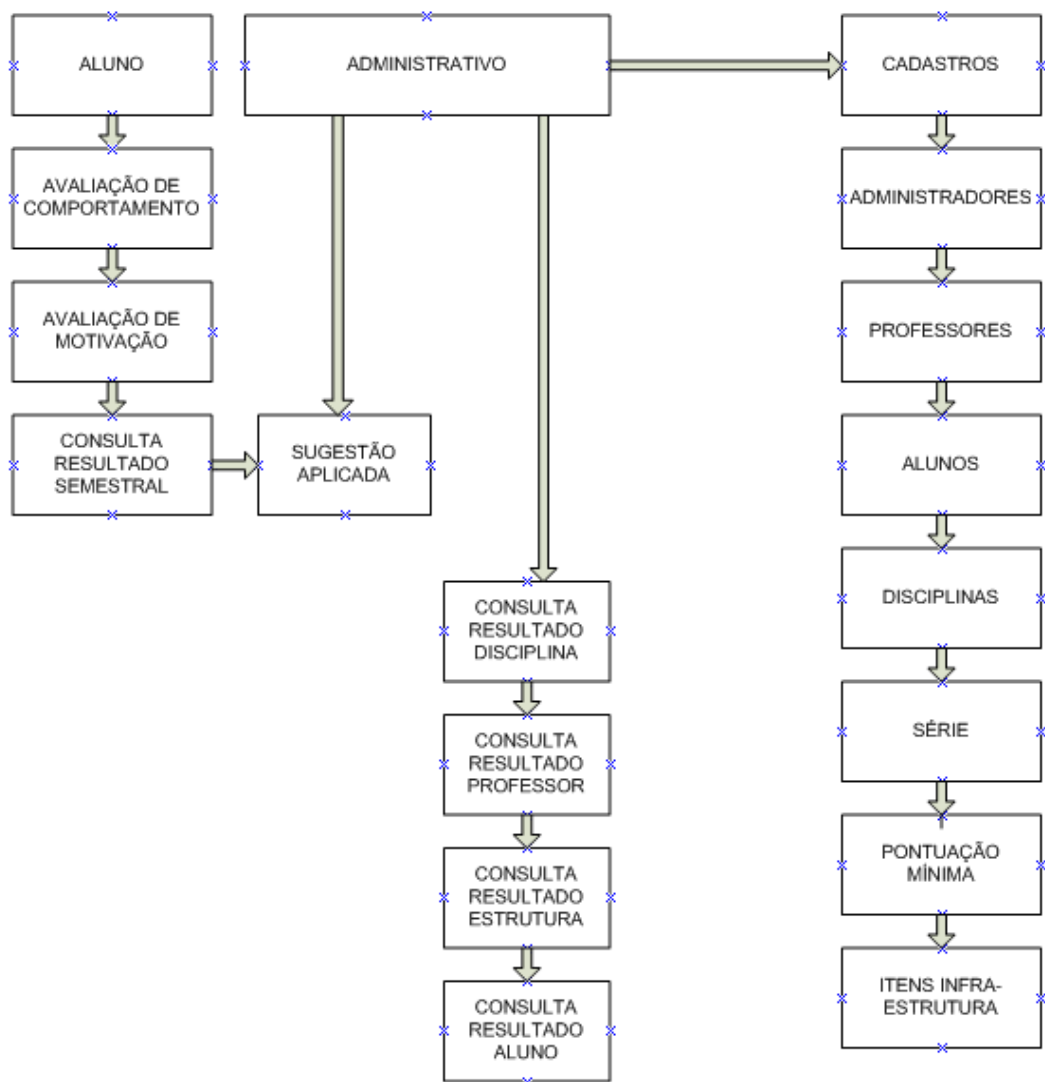 ALUNO
ADMINISTRATIVO
CADASTROS
AVALIAÇÃO DE
COMPORTAMENTO
ADMINISTRADORES
AVALIAÇÃO DE
MOTIVAÇÃO
PROFESSORES
CONSULTA
RESULTADO
SEMESTRAL
SUGESTÃO
APLICADA
ALUNOS
CONSULTA
RESULTADO
DISCIPLINA
DISCIPLINAS
CONSULTA
RESULTADO
PROFESSOR
SÉRIE
CONSULTA
RESULTADO
ESTRUTURA
PONTUAÇÃO
MÍNIMA
CONSULTA
RESULTADO
ALUNO
ITENS INFRA-
ESTRUTURA